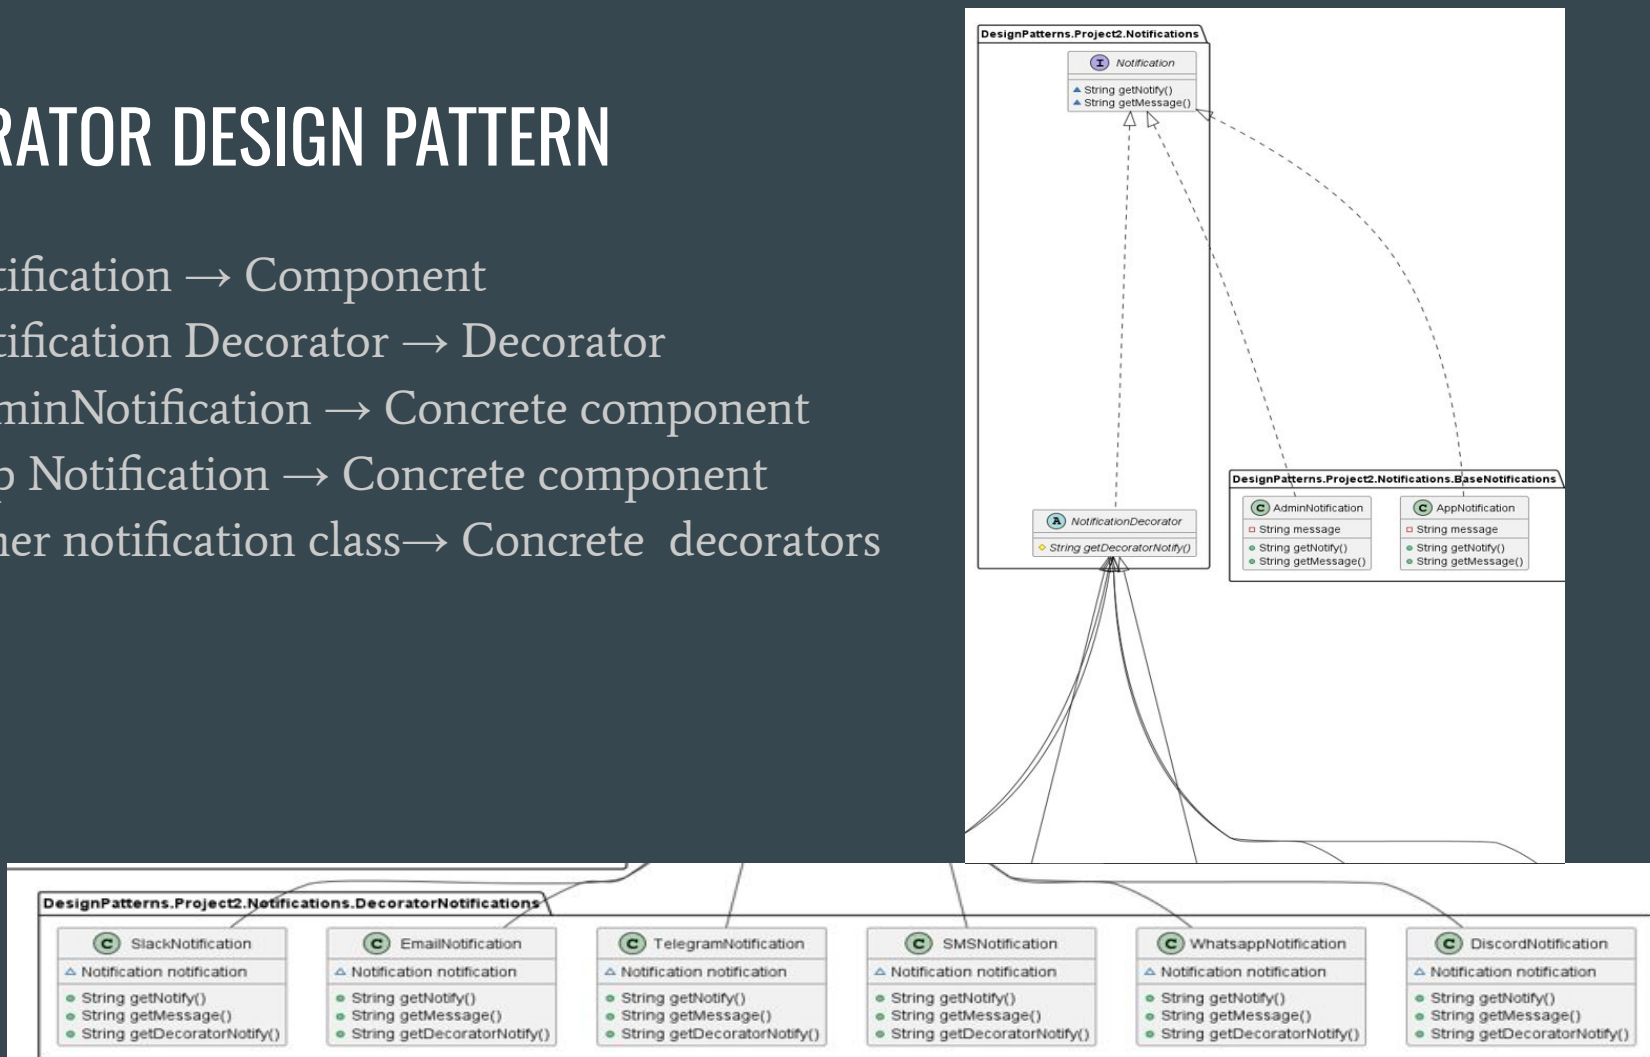 RATOR DESIGN PATTERN
tification → Component
tification Decorator → Decorator
minNotification → Concrete component
p Notification → Concrete component
her notification class→ Concrete  decorators
DesignPatterns.Project2.Notifications
I Notification
String getNotify()
String getMessage()
A NotificationDecorator
String getDecoratorNotify()
DesignPatterns.Project2.Notifications.BaseNotifications
C AdminNotification
String message
String getNotify()
String getMessage()
C AppNotification
String message
String getNotify()
String getMessage()
DesignPatterns.Project2.Notifications.DecoratorNotifications
C SlackNotification
Notification notification
String getNotify()
String getMessage()
String getDecoratorNotify()
C EmailNotification
Notification notification
String getNotify()
String getMessage()
String getDecoratorNotify()
C TelegramNotification
Notification notification
String getNotify()
String getMessage()
String getDecoratorNotify()
C SMSNotification
Notification notification
String getNotify()
String getMessage()
String getDecoratorNotify()
C WhatsappNotification
Notification notification
String getNotify()
String getMessage()
String getDecoratorNotify()
C DiscordNotification
Notification notification
String getNotify()
String getMessage()
String getDecoratorNotify()